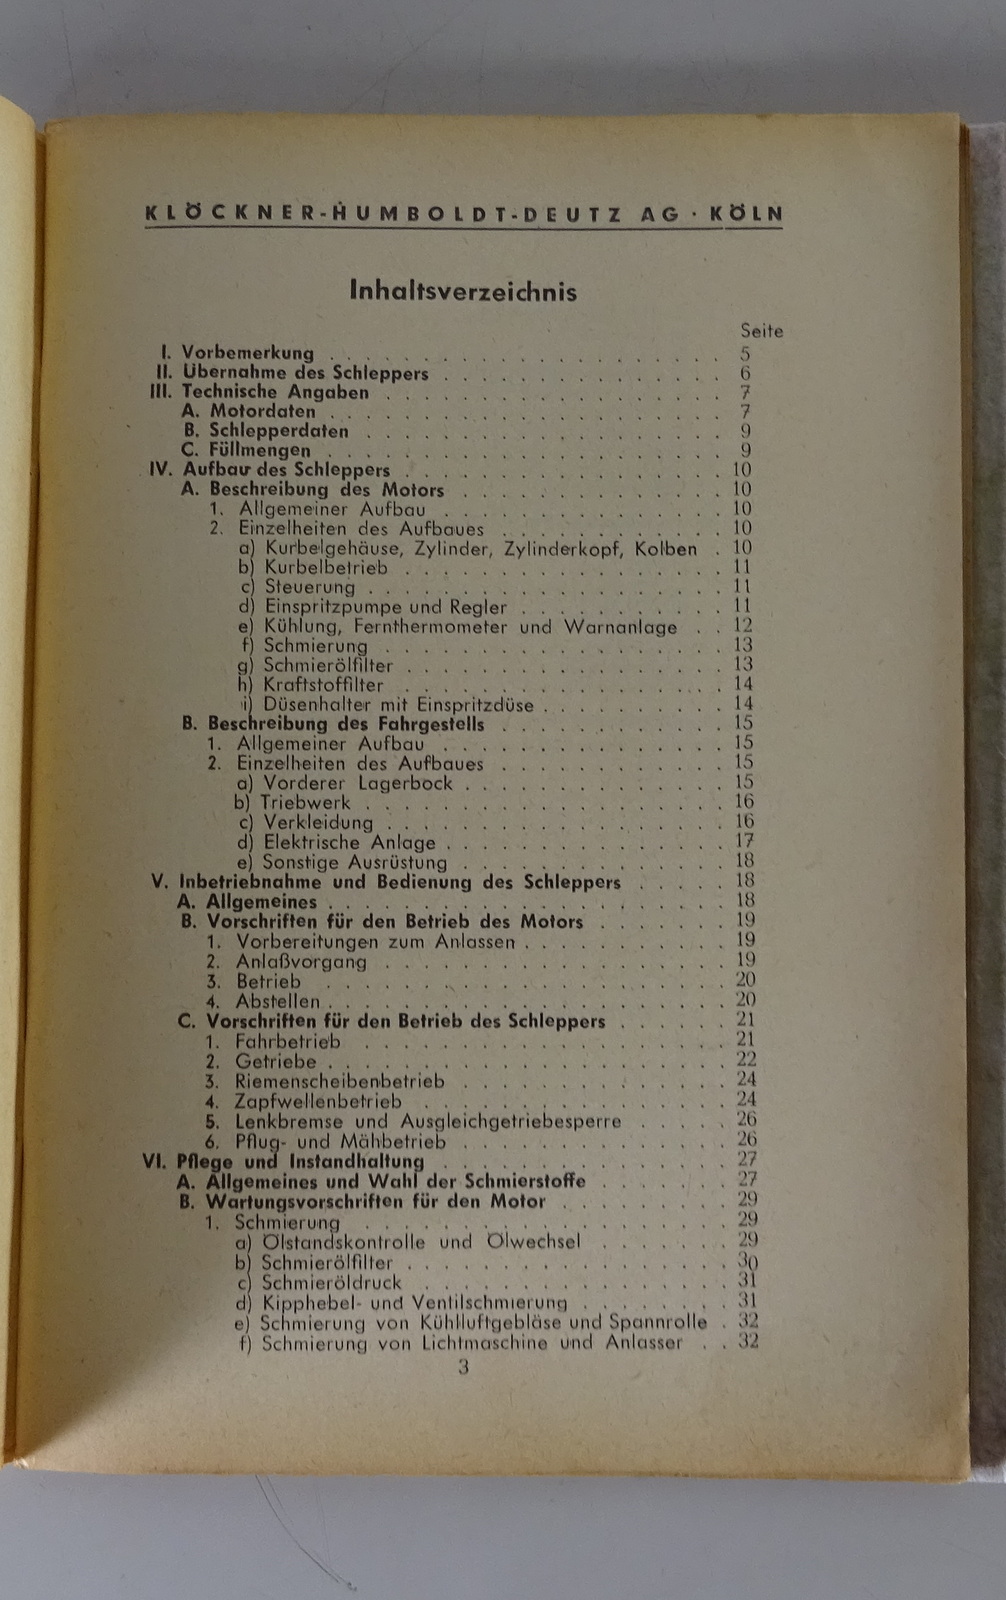 KLÖCKNER-HUMBOLDT-DEUTZ AG · KÖLN
Inhaltsverzeichnis
Seite
I. Vorbemerkung . . . . . . . . . . . . . . . . . 5
II. Übernahme des Schleppers . . . . . . . . . . . . 6
III. Technische Angaben . . . . . . . . . . . . . . 7
A. Motordaten . . . . . . . . . . . . . . . . . 7
B. Schlepperdaten . . . . . . . . . . . . . . . 9
C. Füllmengen . . . . . . . . . . . . . . . . . 9
IV. Aufbau des Schleppers . . . . . . . . . . . . . 10
A. Beschreibung des Motors . . . . . . . . . . . 10
1. Allgemeiner Aufbau . . . . . . . . . . . . 10
2. Einzelheiten des Aufbaues . . . . . . . . . 10
a) Kurbelgehäuse, Zylinder, Zylinderkopf, Kolben . 10
b) Kurbelbetrieb . . . . . . . . . . . . . . 11
c) Steuerung . . . . . . . . . . . . . . . . 11
d) Einspritzpumpe und Regler . . . . . . . . . 11
e) Kühlung, Fernthermometer und Warnanlage . . 12
f) Schmierung . . . . . . . . . . . . . . . 13
g) Schmierölfilter . . . . . . . . . . . . . . 13
h) Kraftstoffilter . . . . . . . . . . . . . . 14
i) Düsenhalter mit Einspritzdüse . . . . . . . . 14
B. Beschreibung des Fahrgestells . . . . . . . . . 15
1. Allgemeiner Aufbau . . . . . . . . . . . . 15
2. Einzelheiten des Aufbaues . . . . . . . . . 15
a) Vorderer Lagerbock . . . . . . . . . . . 15
b) Triebwerk . . . . . . . . . . . . . . . . 16
c) Verkleidung . . . . . . . . . . . . . . . 16
d) Elektrische Anlage . . . . . . . . . . . . 17
e) Sonstige Ausrüstung . . . . . . . . . . . 18
V. Inbetriebnahme und Bedienung des Schleppers . . . . . 18
A. Allgemeines . . . . . . . . . . . . . . . . . 18
B. Vorschriften für den Betrieb des Motors . . . . . . 19
1. Vorbereitungen zum Anlassen . . . . . . . . . 19
2. Anlaßvorgang . . . . . . . . . . . . . . . 19
3. Betrieb . . . . . . . . . . . . . . . . . 20
4. Abstellen . . . . . . . . . . . . . . . . . 20
C. Vorschriften für den Betrieb des Schleppers . . . . . . 21
1. Fahrbetrieb . . . . . . . . . . . . . . . . 21
2. Getriebe . . . . . . . . . . . . . . . . . 22
3. Riemenscheibenbetrieb . . . . . . . . . . . 24
4. Zapfwellenbetrieb . . . . . . . . . . . . . 24
5. Lenkbremse und Ausgleichgetriebesperre . . . . . 26
6. Pflug- und Mähbetrieb . . . . . . . . . . . 26
VI. Pflege und Instandhaltung . . . . . . . . . . . . 27
A. Allgemeines und Wahl der Schmierstoffe . . . . . . 27
B. Wartungsvorschriften für den Motor . . . . . . . 29
1. Schmierung . . . . . . . . . . . . . . . . 29
a) Ölstandskontrolle und Ölwechsel . . . . . . 29
b) Schmierölfilter . . . . . . . . . . . . . . 30
c) Schmieröldruck . . . . . . . . . . . . . 31
d) Kipphebel- und Ventilschmierung . . . . . . . 31
e) Schmierung von Kühlluftgebläse und Spannrolle . 32
f) Schmierung von Lichtmaschine und Anlasser . . 32
3